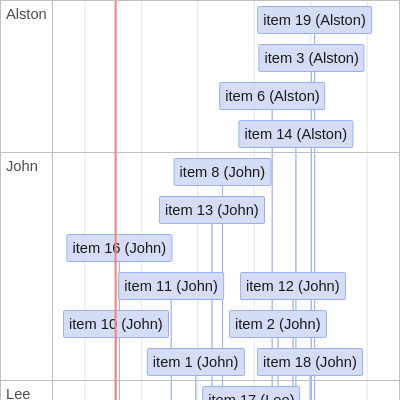 Alston
item 19 (Alston)
item 3 (Alston)
item 6 (Alston)
item 14 (Alston)
John
item 8 (John)
item 13 (John)
item 16 (John)
item 11 (John)
item 12 (John)
item 10 (John)
item 2 (John)
item 1 (John)
item 18 (John)
Lee
item 17 (Lee)